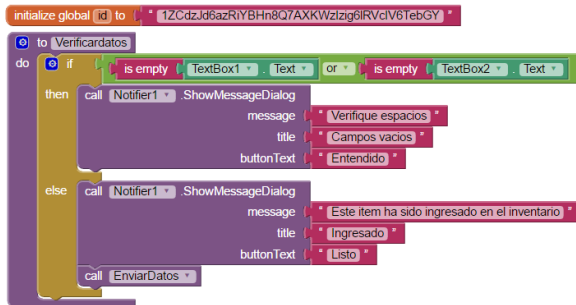 initialize global id to " 1ZCdzJd6azRiYBHn8Q7AXKWzIzig6lRVclV6TebGY "
to Verificardatos
do if is empty TextBox1 . Text or is empty TextBox2 . Text
then call Notifier1 .ShowMessageDialog
message " Verifique espacios "
title " Campos vacios "
buttonText " Entendido "
else call Notifier1 .ShowMessageDialog
message " Este item ha sido ingresado en el inventario "
title " Ingresado "
buttonText " Listo "
call EnviarDatos